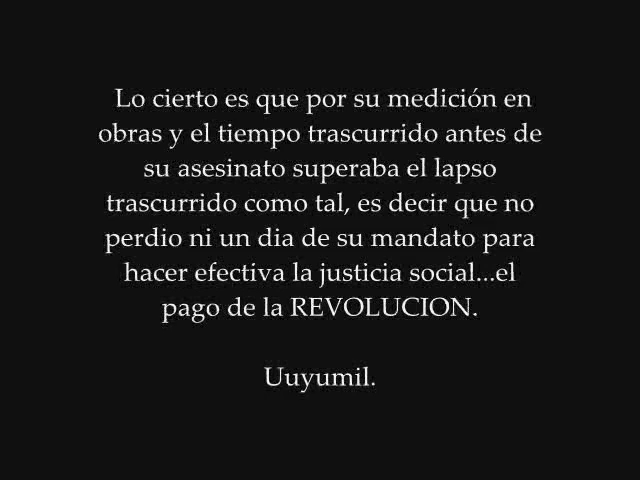 Lo cierto es que por su medición en
obras y el tiempo trascurrido antes de
su asesinato superaba el lapso
trascurrido como tal, es decir que no
perdio ni un dia de su mandato para
hacer efectiva la justicia social...el
pago de la REVOLUCION.
Uuyumil.